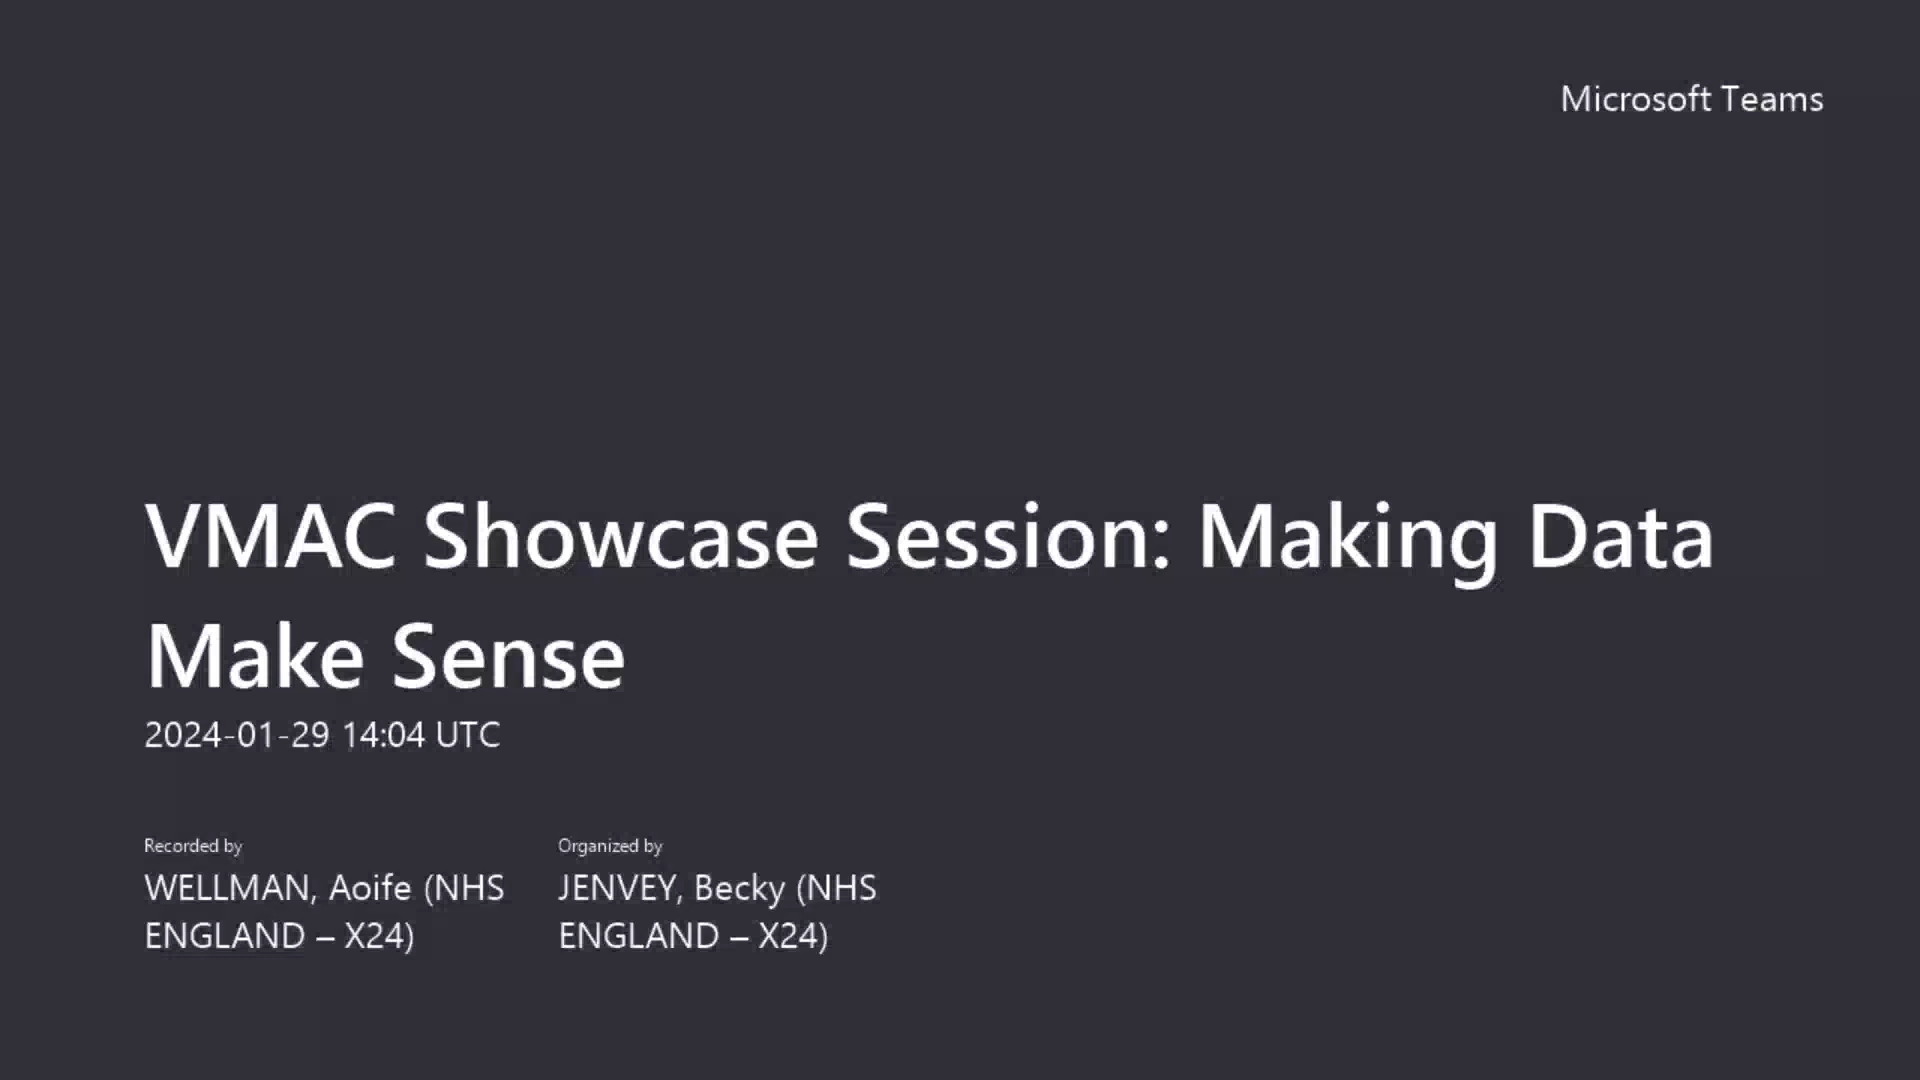 Microsoft Teams
VMAC Showcase Session: Making Data
Make Sense
2024-01-29 14:04 UTC
Recorded by
WELLMAN, Aoife (NHS
ENGLAND – X24)
Organized by
JENVEY, Becky (NHS
ENGLAND – X24)